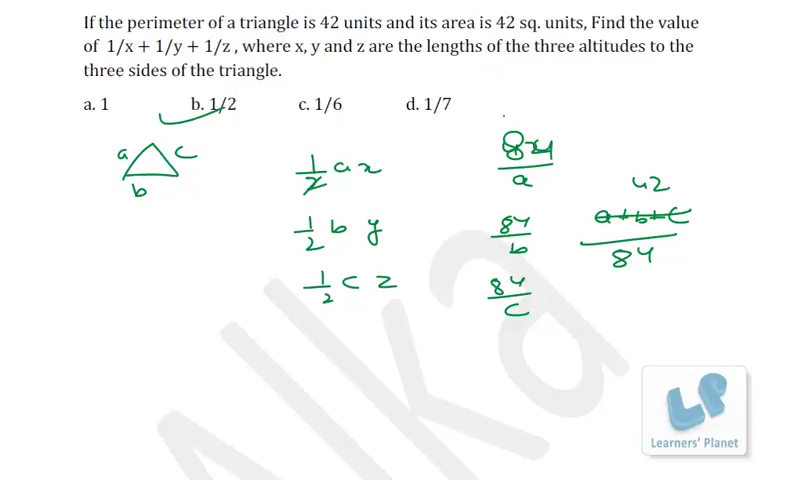 If the perimeter of a triangle is 42 units and its area is 42 sq. units, Find the value
of 1/x + 1/y + 1/z , where x, y and z are the lengths of the three altitudes to the
three sides of the triangle.
a. 1 b. 1/2 c. 1/6 d. 1/7
a c
b
1/2 a x
84/a
1/2 b y
84/b
42
a+b+c/84
1/2 c z
84/c
Alka
LP
Learners' Planet